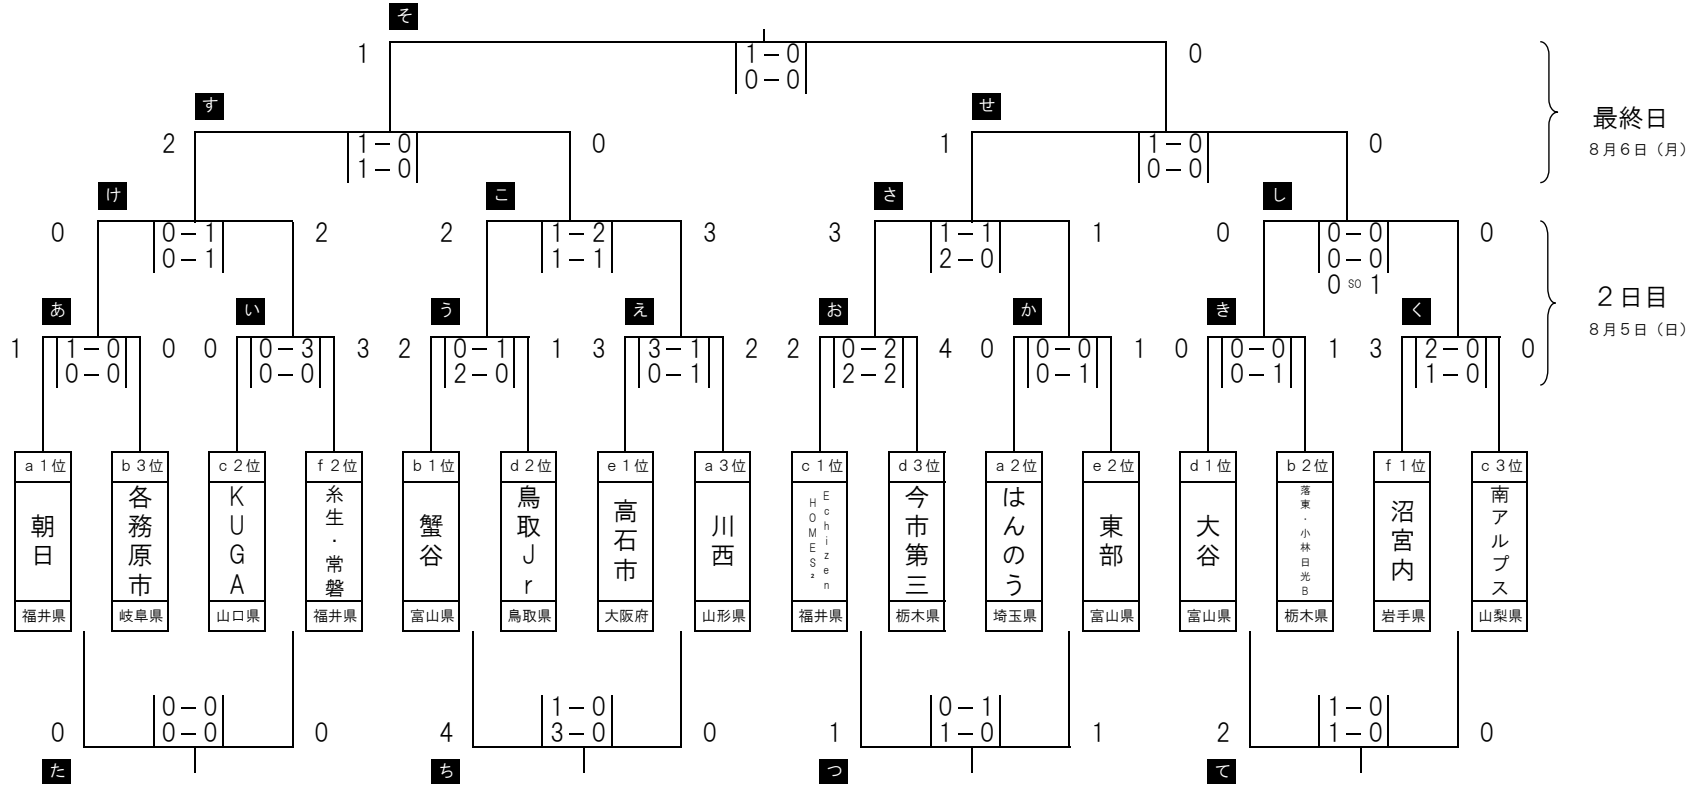 そ
1 1－0 0
0－0
最終日
8月6日（月）
す せ
2 1－0 0 1 1－0 0
1－0 0－0
け こ さ し
0 0－1 2 2 1－2 3 3 1－1 1 0 0－0 0
0－1 1－1 2－0 0－0
0 SO 1
2日目
8月5日（日）
あ い う え お か き く
1 1－0 0 0 0－3 3 2 0－1 1 3 3－1 2 2 0－2 4 0 0－0 1 0 0－0 1 3 2－0 0
0－0 0－0 2－0 0－1 2－2 0－1 0－1 1－0
a1位 b3位 c2位 f2位 b1位 d2位 e1位 a3位 c1位 d3位 a2位 e2位 d1位 b2位 f1位 c3位
朝日
各務原市
KUGA
糸生・常磐
蟹谷
鳥取Jr
高石市
川西
Echizen
HOMES²
今市第三
はんのう
東部
大谷
落東・小林日光B
沼宮内
南アルプス
福井県 岐阜県 山口県 福井県 富山県 鳥取県 大阪府 山形県 福井県 栃木県 埼玉県 富山県 富山県 栃木県 岩手県 山梨県
0－0 1－0 0－1 1－0
0 0－0 0 4 3－0 0 1 1－0 1 2 1－0 0
た ち つ て